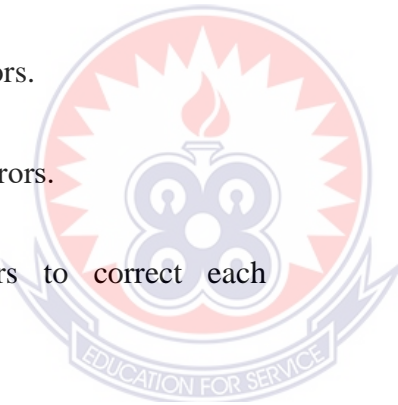 ors.
rors.
rs to correct each
EDUCATION FOR SERVICE